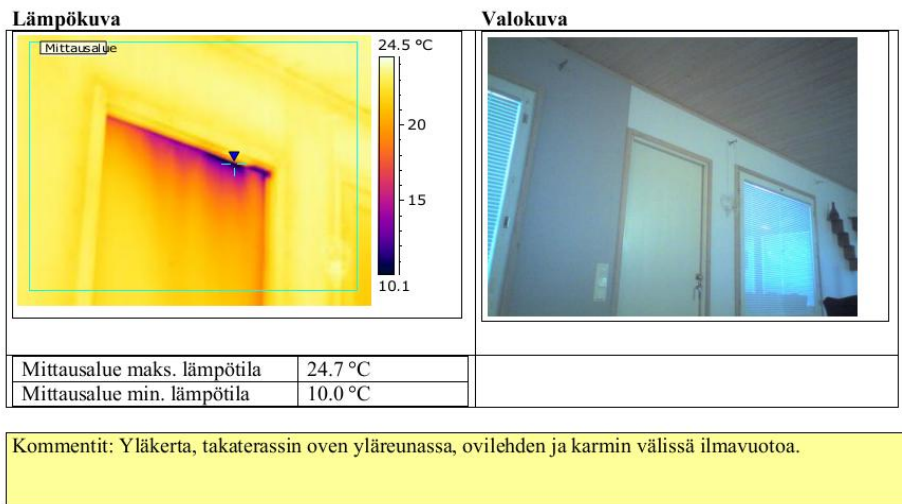 Lämpökuva
Valokuva
Mittausalue
24.5 °C
20
15
10.1
Mittausalue maks. lämpötila 24.7 °C
Mittausalue min. lämpötila 10.0 °C
Kommentit: Yläkerta, takaterassin oven yläreunassa, ovilehden ja karmin välissä ilmavuotoa.